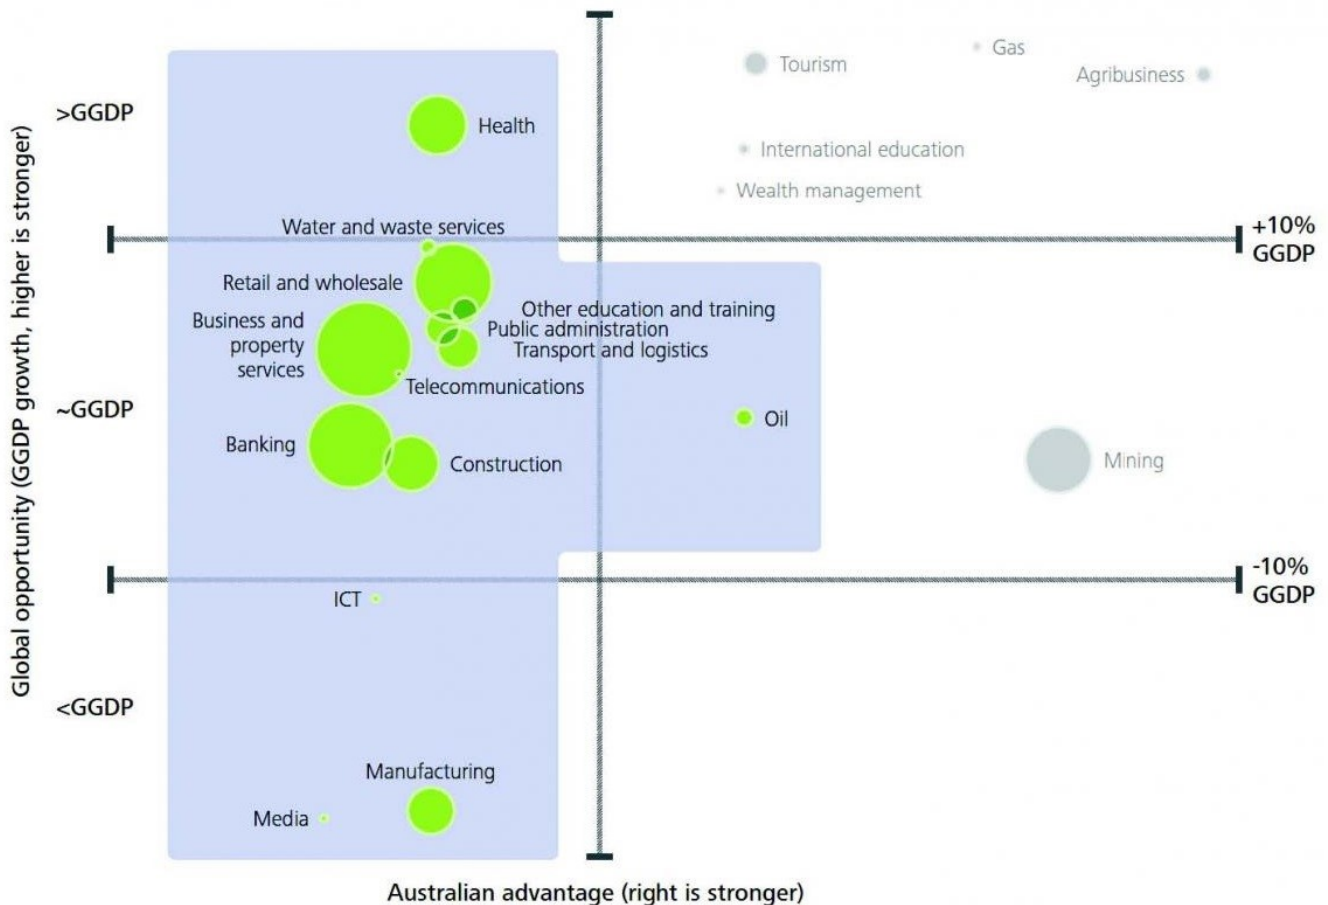 Gas
Tourism
Agribusiness
>GGDP
Health
International education
Wealth management
Water and waste services
+10%
GGDP
Retail and wholesale
Other education and training
Business and
property
services
Public administration
Transport and logistics
Telecommunications
~GGDP
Oil
Banking
Construction
Mining
-10%
GGDP
ICT
<GGDP
Manufacturing
Media
Global opportunity (GGDP growth, higher is stronger)
Australian advantage (right is stronger)